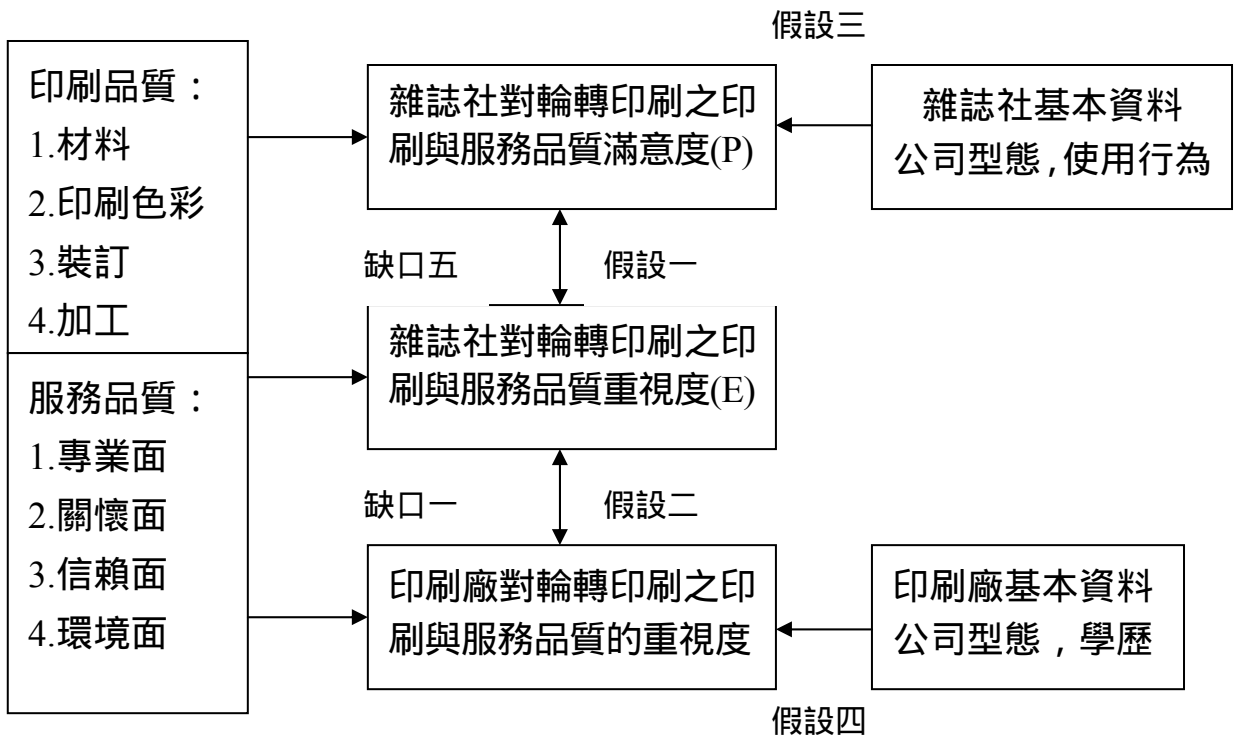 假設三
印刷品質：
1.材料
2.印刷色彩
3.裝訂
4.加工
服務品質：
1.專業面
2.關懷面
3.信賴面
4.環境面
雜誌社對輪轉印刷之印
刷與服務品質滿意度(P)
雜誌社基本資料
公司型態,使用行為
缺口五 假設一
雜誌社對輪轉印刷之印
刷與服務品質重視度(E)
缺口一 假設二
印刷廠對輪轉印刷之印
刷與服務品質的重視度
印刷廠基本資料
公司型態，學歷
假設四